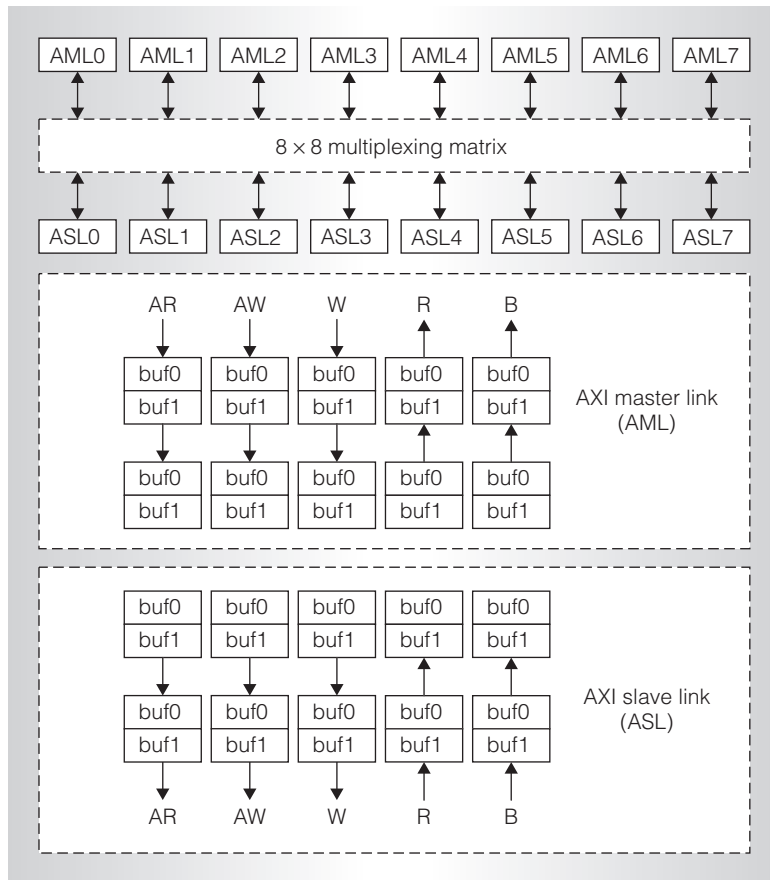 AML0 AML1 AML2 AML3 AML4 AML5 AML6 AML7
8 × 8 multiplexing matrix
ASL0 ASL1 ASL2 ASL3 ASL4 ASL5 ASL6 ASL7
AR AW W R B
buf0 buf0 buf0 buf0 buf0
buf1 buf1 buf1 buf1 buf1
AXI master link
(AML)
buf0 buf0 buf0 buf0 buf0
buf1 buf1 buf1 buf1 buf1
buf0 buf0 buf0 buf0 buf0
buf1 buf1 buf1 buf1 buf1
AXI slave link
(ASL)
buf0 buf0 buf0 buf0 buf0
buf1 buf1 buf1 buf1 buf1
AR AW W R B